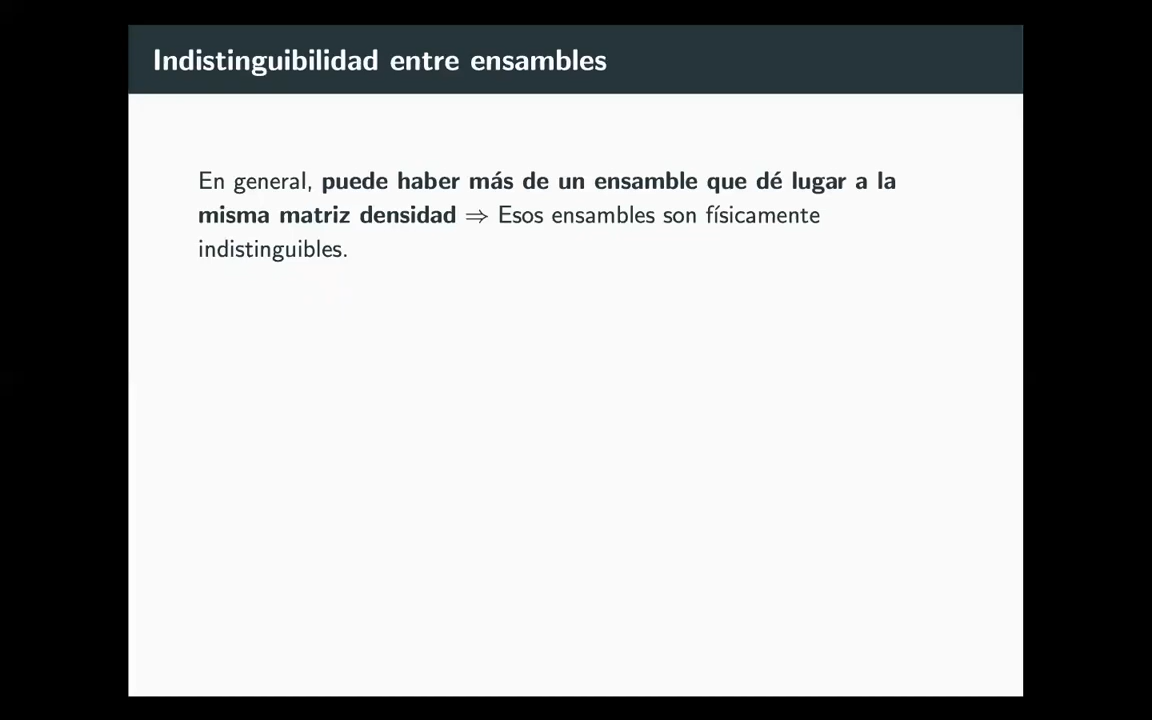 Indistinguibilidad entre ensambles
En general, puede haber más de un ensamble que dé lugar a la
misma matriz densidad ⇒ Esos ensambles son físicamente
indistinguibles.